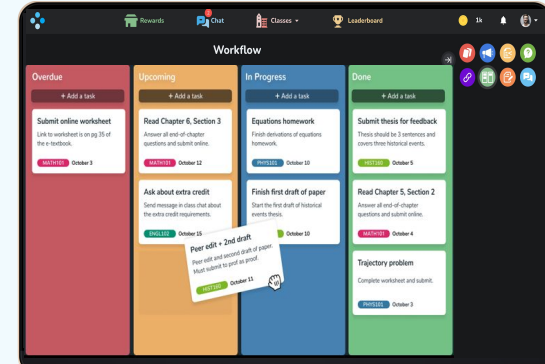 Rewards
1
Chat
Classes
Leaderboard
1k
Workflow
Overdue
+ Add a task
Submit online worksheet
Link to worksheet is on pg 35
of the e-textbook.
MATH101 October 3
Upcoming
+ Add a task
Read Chapter 6, Section 3
Answer all end-of-chapter
questions and submit online.
MATH101 October 12
Ask about extra credit
Send message in class chat about
the extra credit requirements.
ENGL102 October 15
Peer edit + 2nd draft
Peer edit and second draft of paper.
Must submit to prof as proof.
HIST160 October 11
In Progress
+ Add a task
Equations homework
Finish derivations of equations
homework.
PHYS101 October 10
Finish first draft of paper
Start the first draft of historical
events thesis.
October 10
Done
+ Add a task
Submit thesis for feedback
Thesis should be 3 sentences and
covers three historical events.
HIST160 October 5
Read Chapter 5, Section 2
Answer all end-of-chapter
questions and submit online.
MATH101 October 4
Trajectory problem
Complete worksheet and submit.
PHYS101 October 3